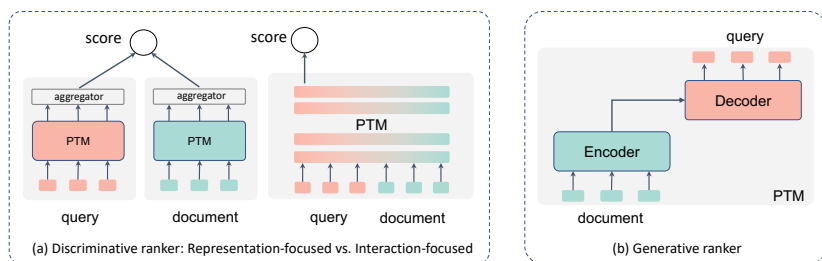 score
aggregator
aggregator
PTM
PTM
query
document
score
PTM
query
document
(a) Discriminative ranker: Representation-focused vs. Interaction-focused
query
Decoder
Encoder
document
PTM
(b) Generative ranker